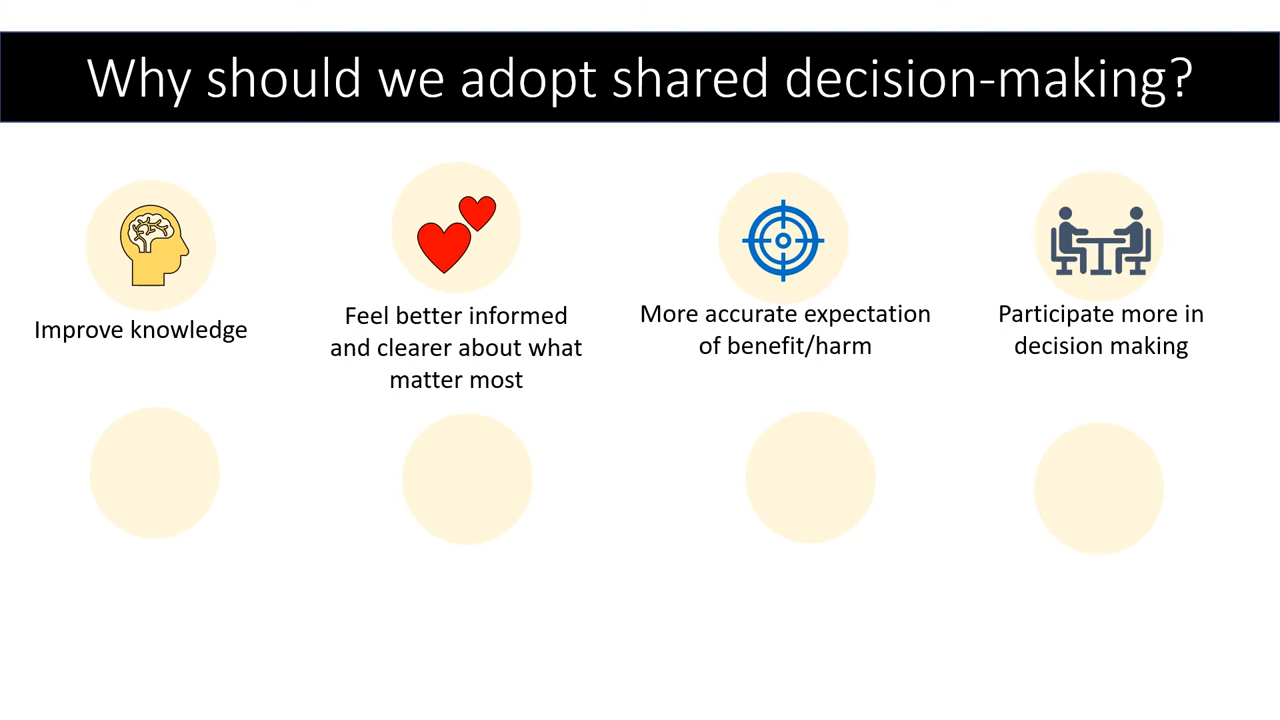 Why should we adopt shared decision-making?
Improve knowledge
Feel better informed
and clearer about what
matter most
More accurate expectation
of benefit/harm
Participate more in
decision making